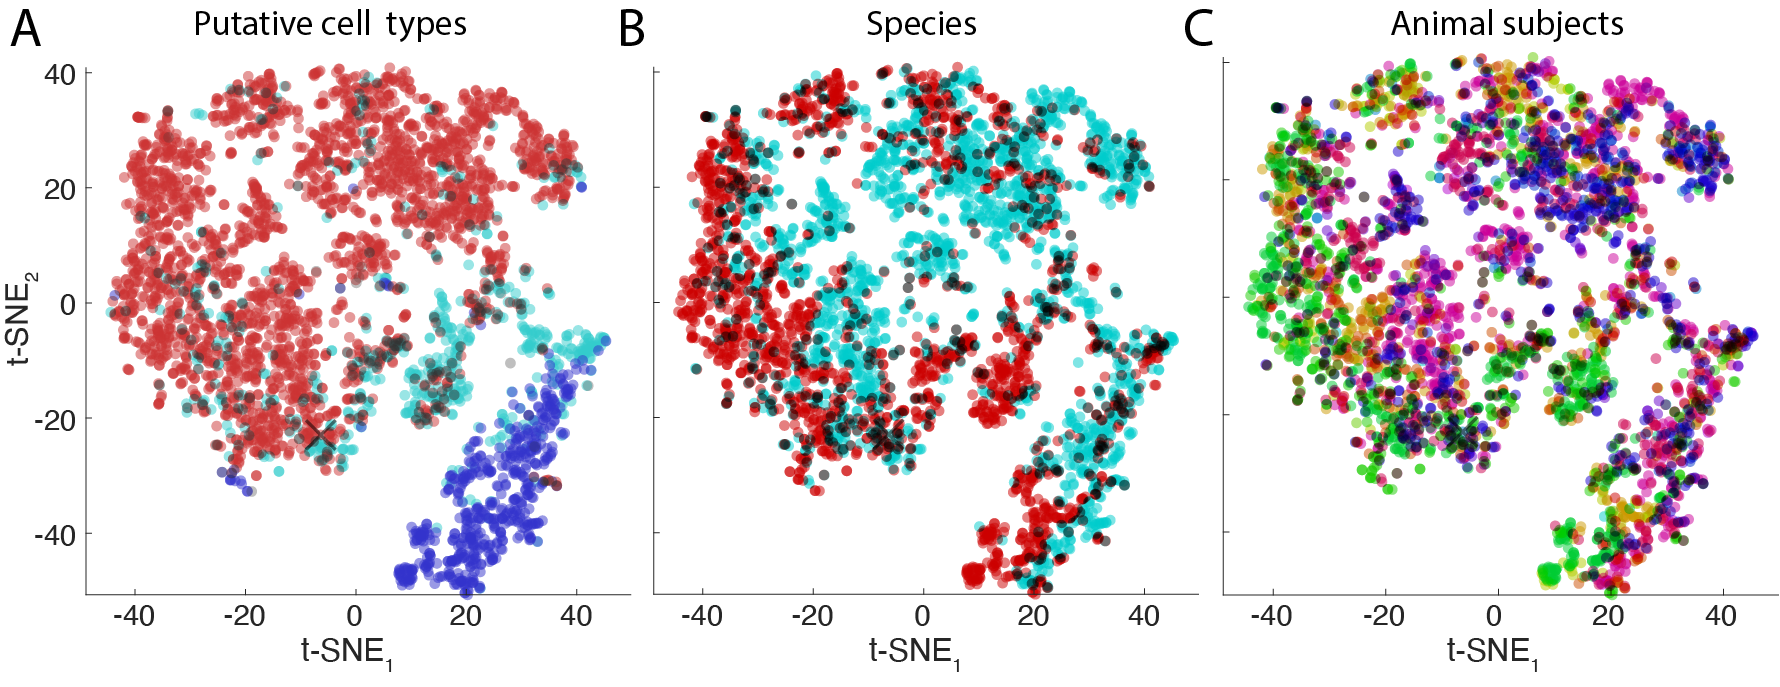 A Putative cell types
B Species
C Animal subjects
40
20
0
-20
-40
t-SNE2
-40 -20 0 20 40
-40 -20 0 20 40
-40 -20 0 20 40
t-SNE1
t-SNE1
t-SNE1